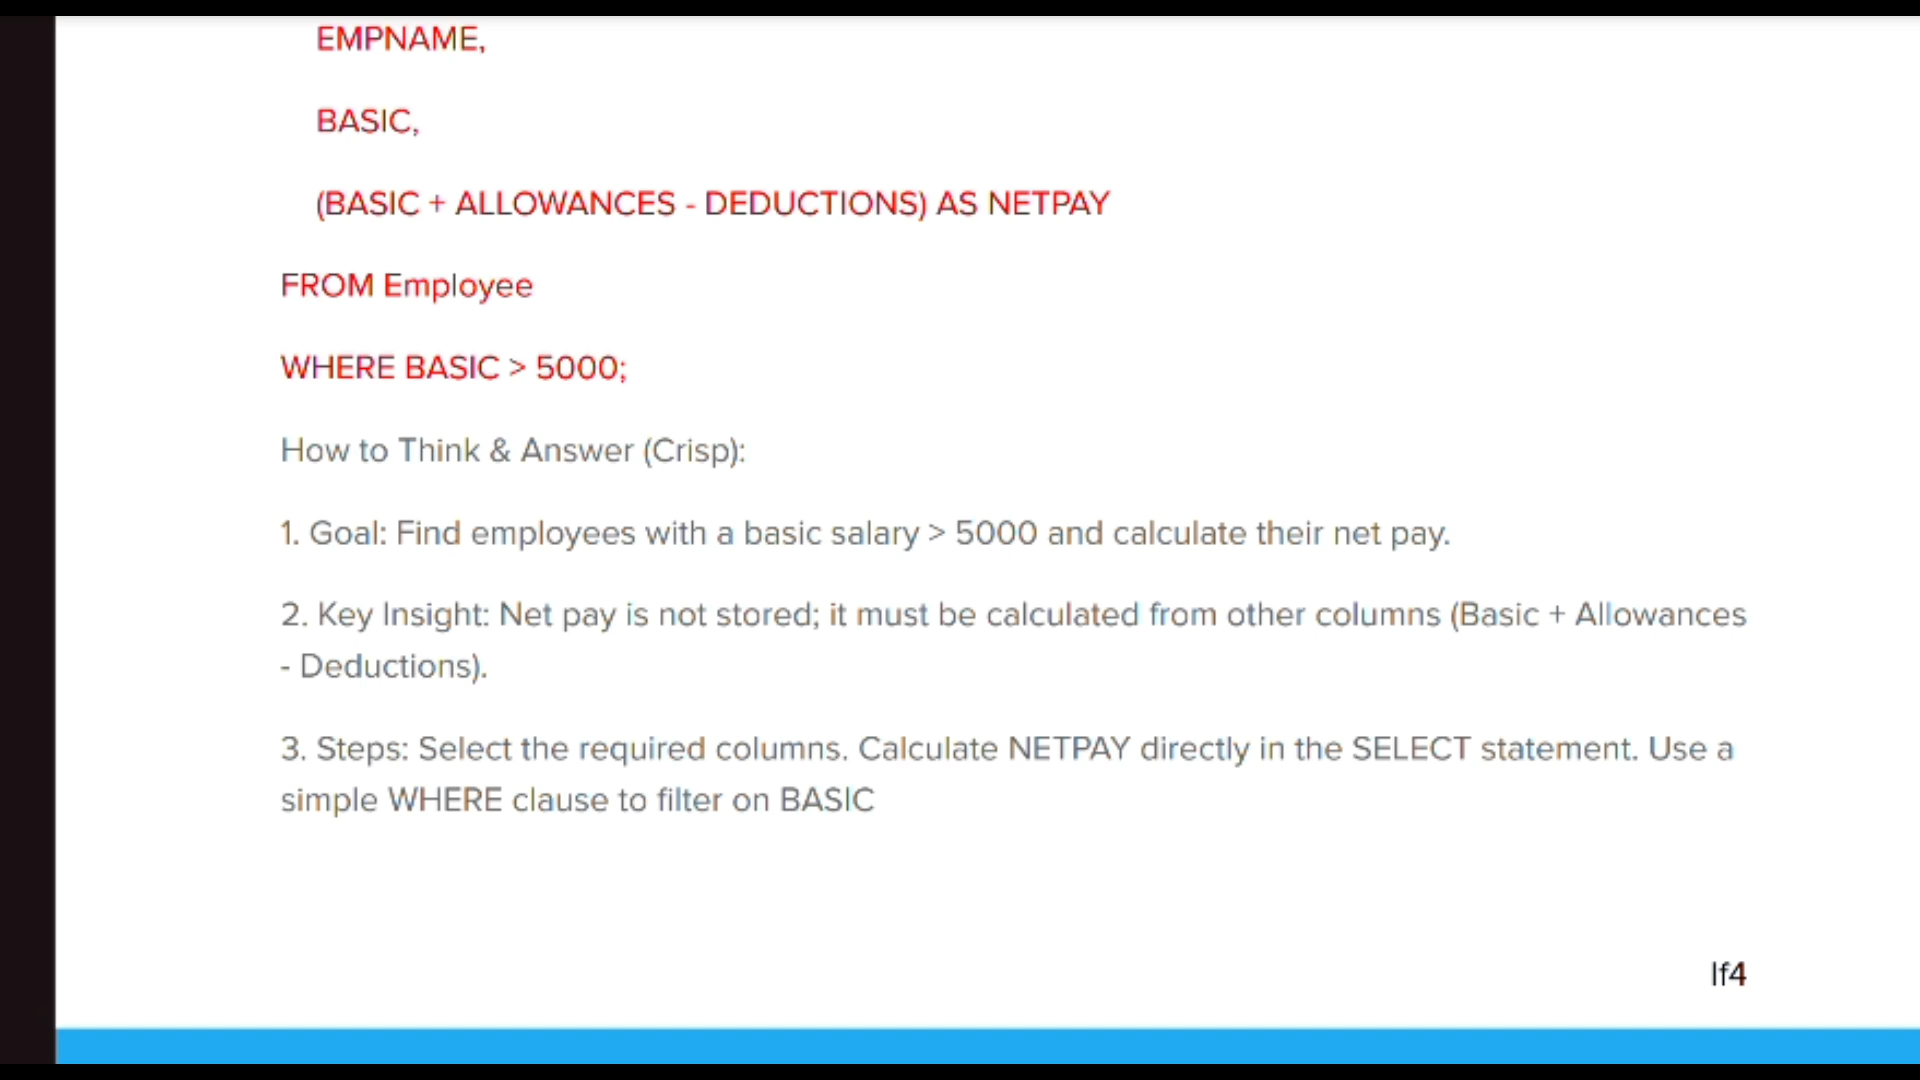 EMPNAME,
BASIC,
(BASIC + ALLOWANCES - DEDUCTIONS) AS NETPAY
FROM Employee
WHERE BASIC > 5000;
How to Think & Answer (Crisp):
1. Goal: Find employees with a basic salary > 5000 and calculate their net pay.
2. Key Insight: Net pay is not stored; it must be calculated from other columns (Basic + Allowances
- Deductions).
3. Steps: Select the required columns. Calculate NETPAY directly in the SELECT statement. Use a
simple WHERE clause to filter on BASIC
If4